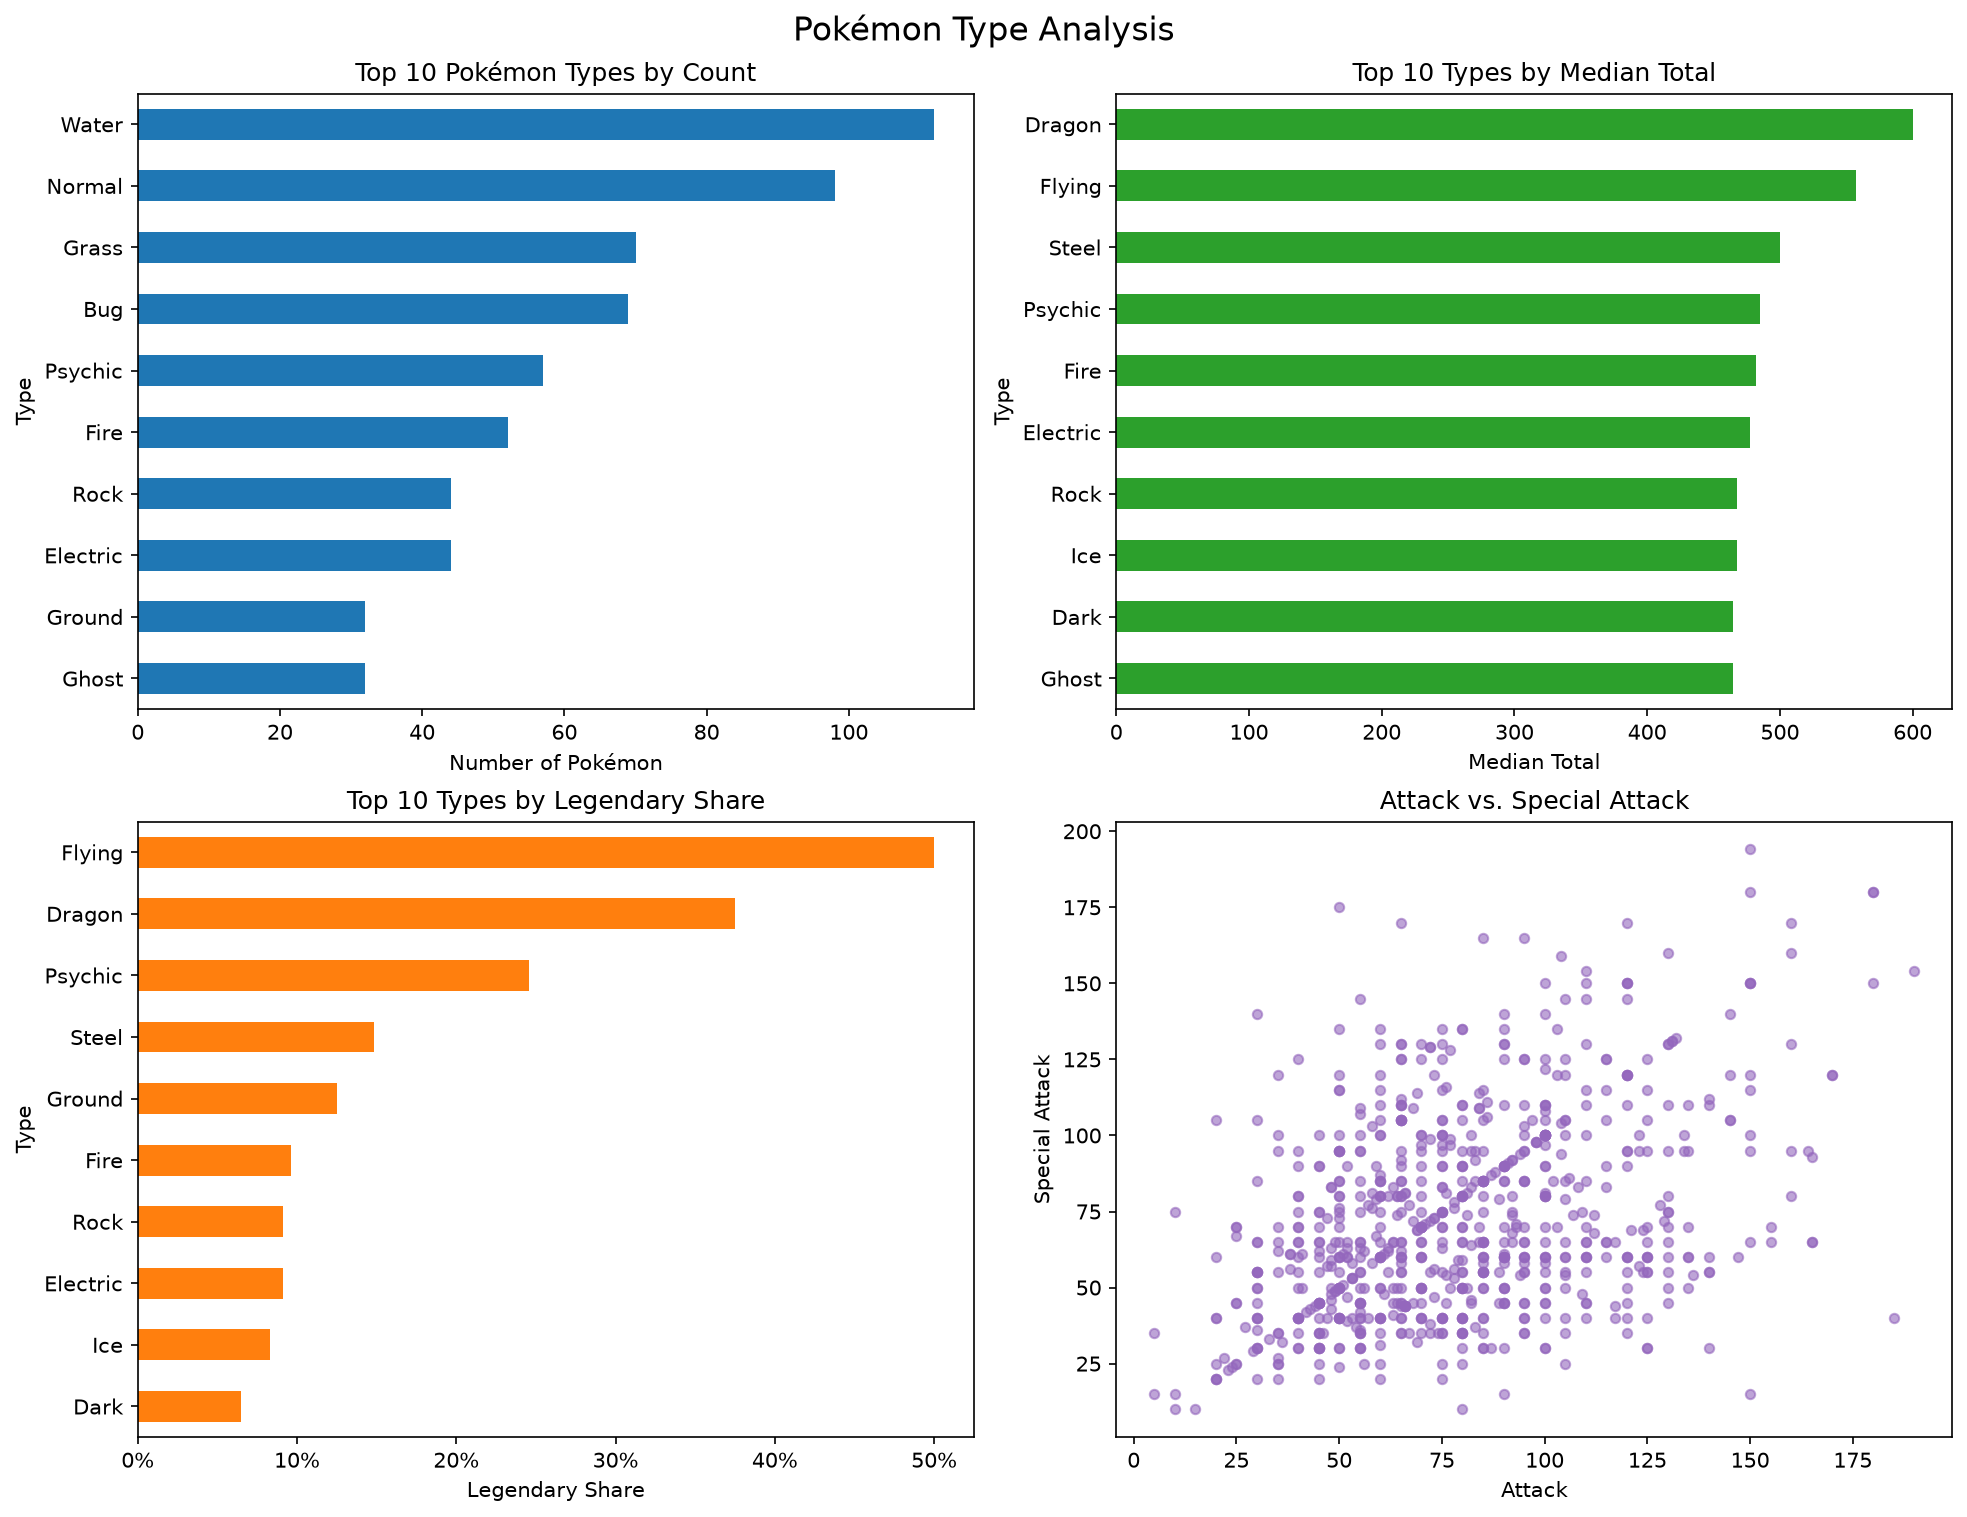 Pokémon Type Analysis
Top 10 Pokémon Types by Count
Type
Water
Normal
Grass
Bug
Psychic
Fire
Rock
Electric
Ground
Ghost
0 20 40 60 80 100
Number of Pokémon
Top 10 Types by Median Total
Type
Dragon
Flying
Steel
Psychic
Fire
Electric
Rock
Ice
Dark
Ghost
0 100 200 300 400 500 600
Median Total
Top 10 Types by Legendary Share
Type
Flying
Dragon
Psychic
Steel
Ground
Fire
Rock
Electric
Ice
Dark
0% 10% 20% 30% 40% 50%
Legendary Share
Attack vs. Special Attack
Special Attack
200
175
150
125
100
75
50
25
0 25 50 75 100 125 150 175
Attack